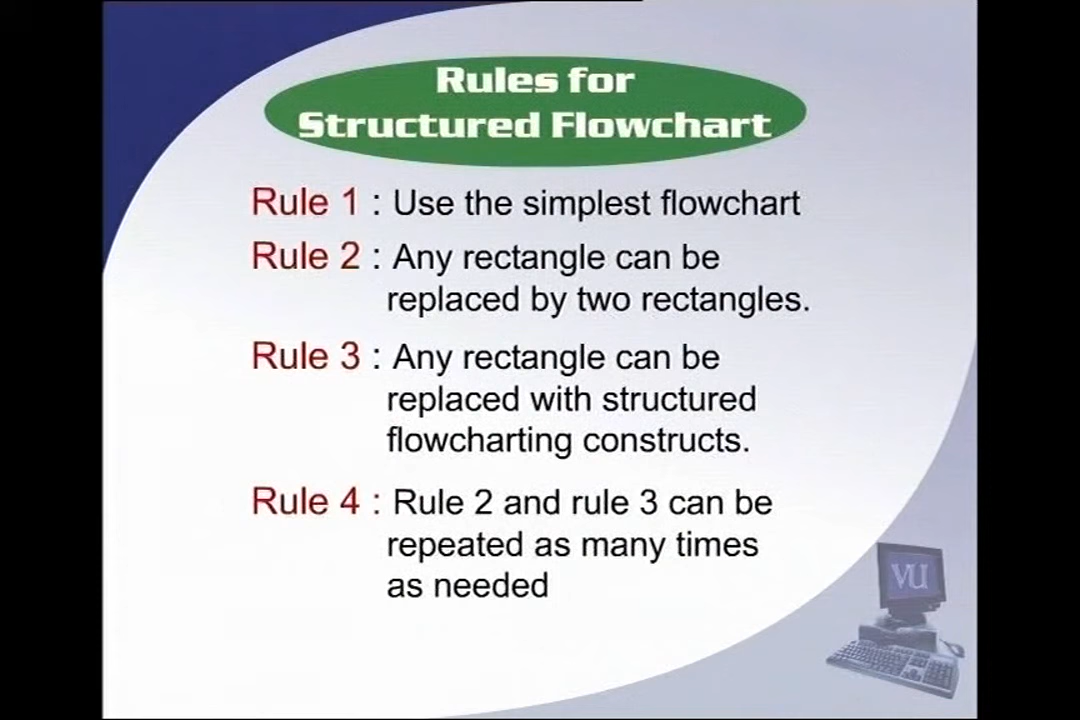 Rules for
Structured Flowchart
Rule 1 : Use the simplest flowchart
Rule 2 : Any rectangle can be
replaced by two rectangles.
Rule 3 : Any rectangle can be
replaced with structured
flowcharting constructs.
Rule 4 : Rule 2 and rule 3 can be
repeated as many times
as needed
VU